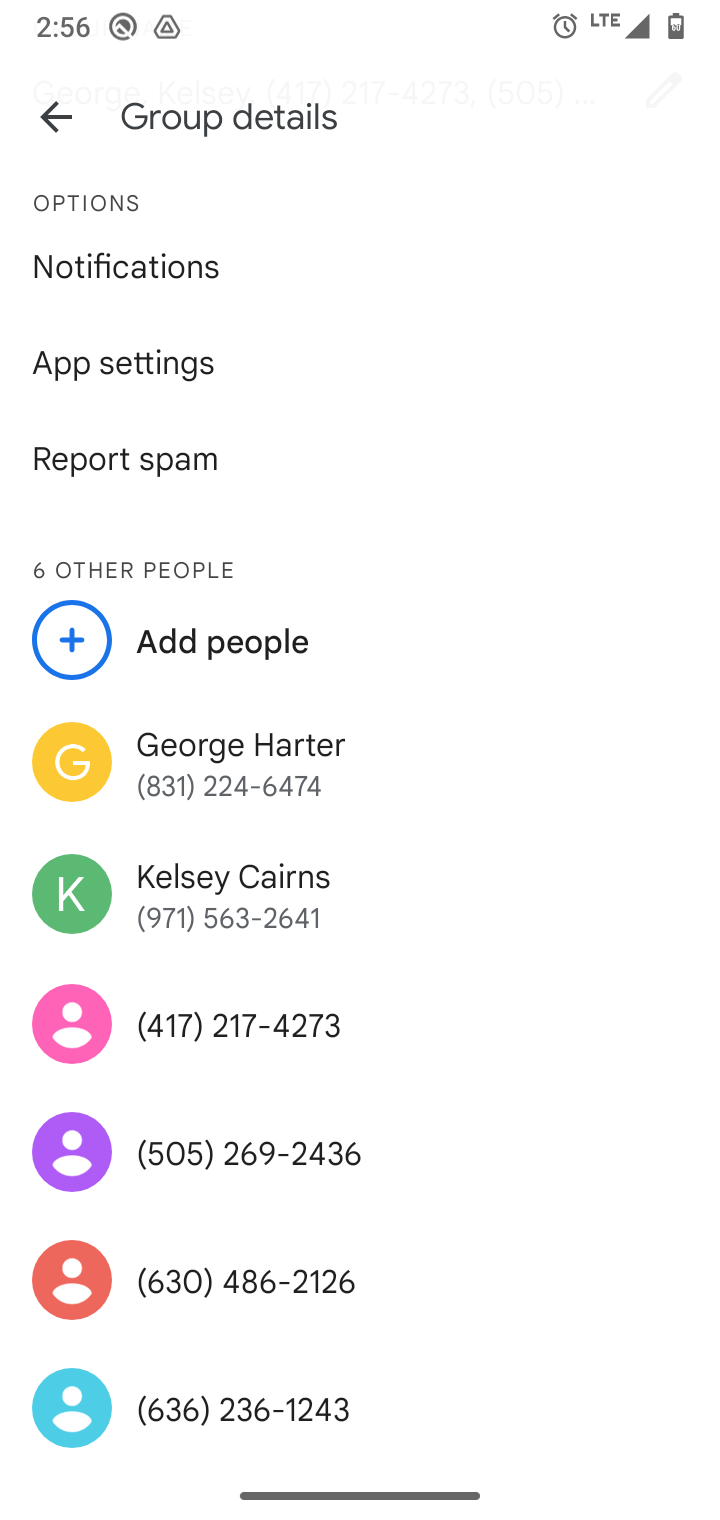 2:56
LTE
George, Kelsey, (417) 217-4273, (505) ...
Group details
OPTIONS
Notifications
App settings
Report spam
6 OTHER PEOPLE
Add people
G
George Harter
(831) 224-6474
K
Kelsey Cairns
(971) 563-2641
(417) 217-4273
(505) 269-2436
(630) 486-2126
(636) 236-1243